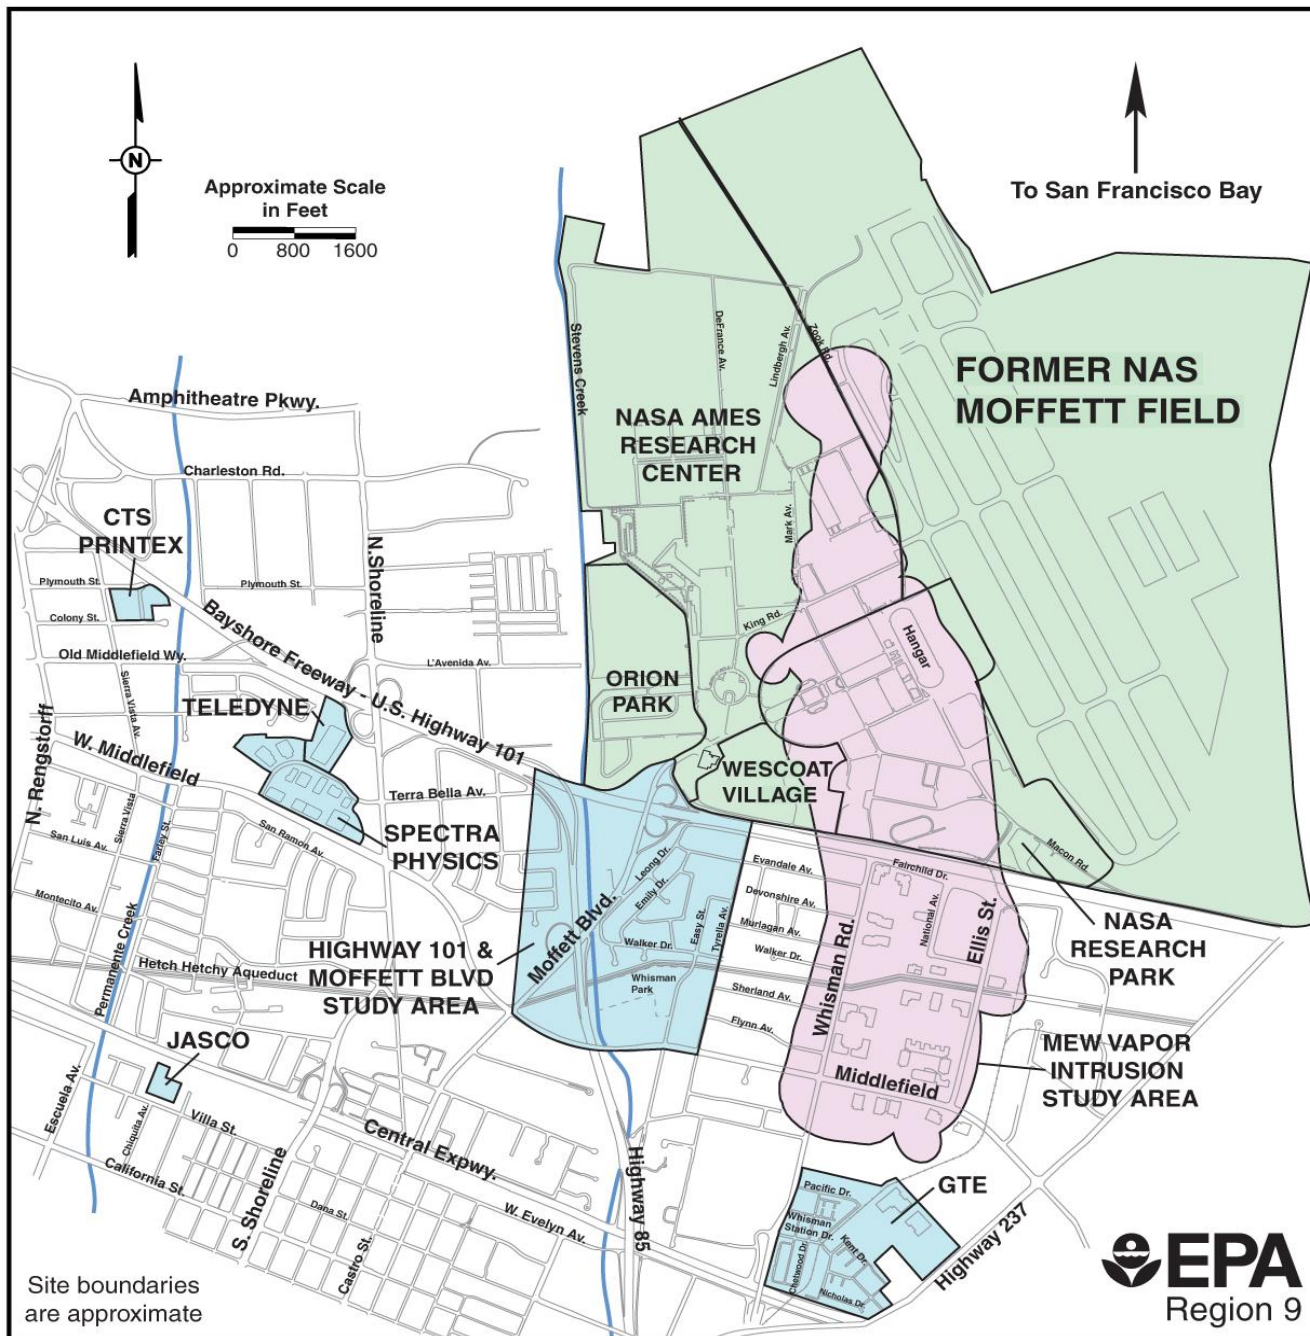 N
Approximate Scale
in Feet
0 800 1600
To San Francisco Bay
FORMER NAS
MOFFETT FIELD
NASA AMES
RESEARCH
CENTER
Stevens Creek
DeFrance Av.
Lindbergh Av.
Zook Rd.
Mark Av.
King Rd.
Hangar
Amphitheatre Pkwy.
Charleston Rd.
CTS
PRINTEX
Plymouth St.
Plymouth St.
Colony St.
N.Shoreline
Bayshore Freeway - U.S. Highway 101
Old Middlefield Wy.
L'Avenida Av.
Sierra Vista Av.
TELEDYNE
ORION
PARK
WESCOAT
VILLAGE
N. Rengstorff
W. Middlefield
Terra Bella Av.
SPECTRA
PHYSICS
San Ramon Av.
San Luis Av.
Sierra Vista
Farley St.
Montecito Av.
Permanente Creek
Hetch Hetchy Aqueduct
HIGHWAY 101 &
MOFFETT BLVD
STUDY AREA
Moffett Blvd.
Leong Dr.
Emily Dr.
Walker Dr.
Easy St.
Tyrella Av.
Whisman
Park
Evandale Av.
Devonshire Av.
Murlagan Av.
Walker Dr.
Sherland Av.
Flynn Av.
Whisman Rd.
Fairchild Dr.
National Av.
Ellis St.
Macon Rd.
NASA
RESEARCH
PARK
MEW VAPOR
INTRUSION
STUDY AREA
Middlefield
JASCO
Escuela Av.
Chiquita Av.
Villa St.
California St.
S. Shoreline
Central Expwy.
Dana St.
Castro St.
W. Evelyn Av.
Highway 85
Pacific Dr.
Whisman
Station Dr.
Kent Dr.
Chetwood Dr.
Nicholas Dr.
GTE
Highway 237
Site boundaries
are approximate
EPA
Region 9